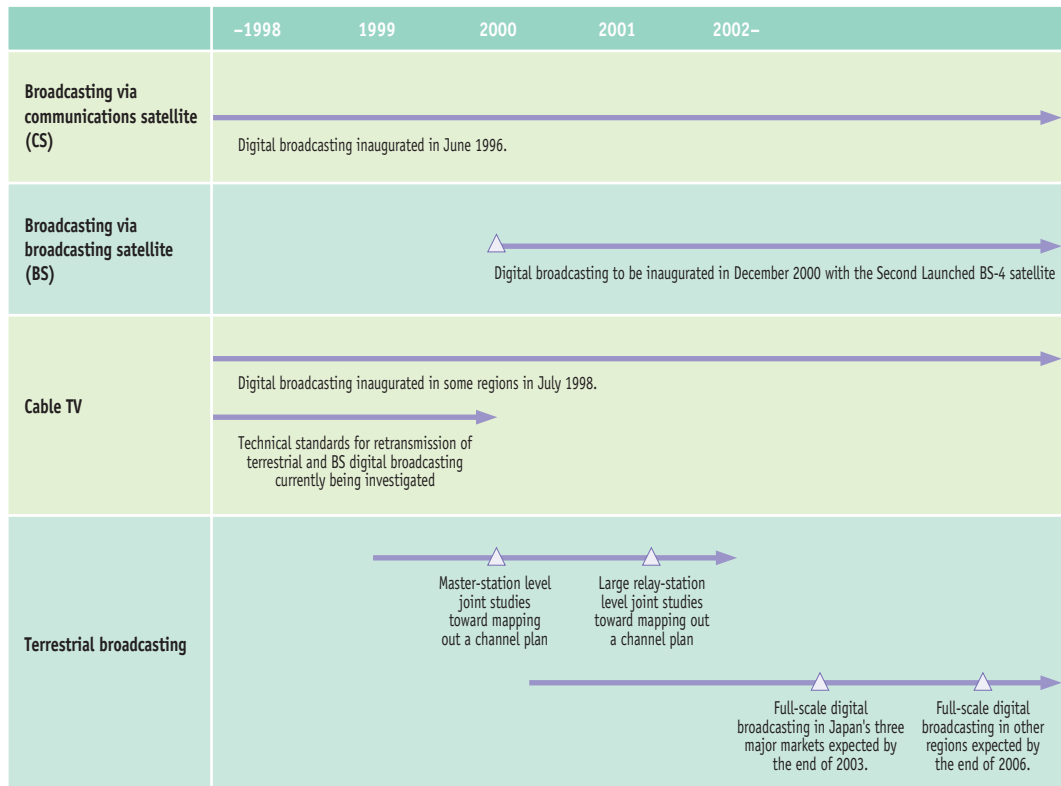 –1998 1999 2000 2001 2002–
Broadcasting via
communications satellite
(CS)
Digital broadcasting inaugurated in June 1996.
Broadcasting via
broadcasting satellite
(BS)
Digital broadcasting to be inaugurated in December 2000 with the Second Launched BS-4 satellite
Cable TV
Digital broadcasting inaugurated in some regions in July 1998.
Technical standards for retransmission of
terrestrial and BS digital broadcasting
currently being investigated
Terrestrial broadcasting
Master-station level
joint studies
toward mapping
out a channel plan
Large relay-station
level joint studies
toward mapping out
a channel plan
Full-scale digital
broadcasting in Japan's three
major markets expected by
the end of 2003.
Full-scale digital
broadcasting in other
regions expected by
the end of 2006.